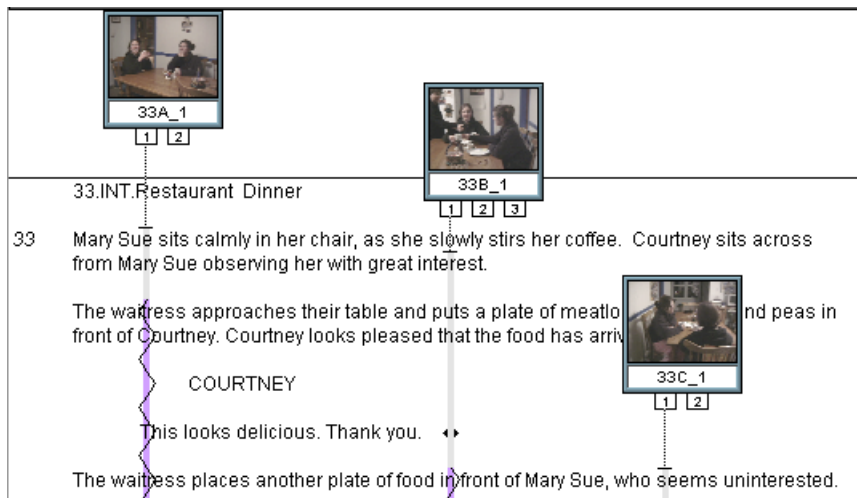 33A_1
1 2
33B_1
1 2 3
33.INT.Restaurant Dinner
33 Mary Sue sits calmly in her chair, as she slowly stirs her coffee. Courtney sits across
from Mary Sue observing her with great interest.
The waitress approaches their table and puts a plate of meatlo nd peas in
front of Courtney. Courtney looks pleased that the food has arriv
33C_1
1 2
COURTNEY
This looks delicious. Thank you.
The waitress places another plate of food in front of Mary Sue, who seems uninterested.